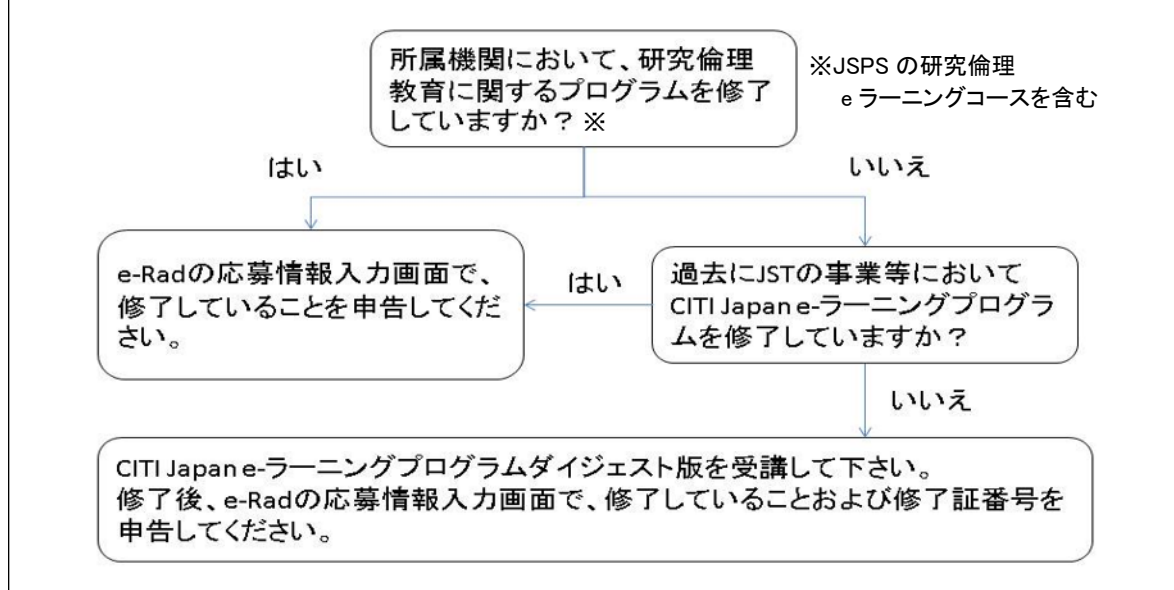 所属機関において、研究倫理
教育に関するプログラムを修了
していますか？ ※
※JSPS の研究倫理
e ラーニングコースを含む
はい
いいえ
e-Radの応募情報入力画面で、
修了していることを申告してくだ
さい。
はい
過去にJSTの事業等において
CITI Japan e-ラーニングプログラ
ムを修了していますか？
いいえ
CITI Japan e-ラーニングプログラムダイジェスト版を受講して下さい。
修了後、e-Radの応募情報入力画面で、修了していることおよび修了証番号を
申告してください。